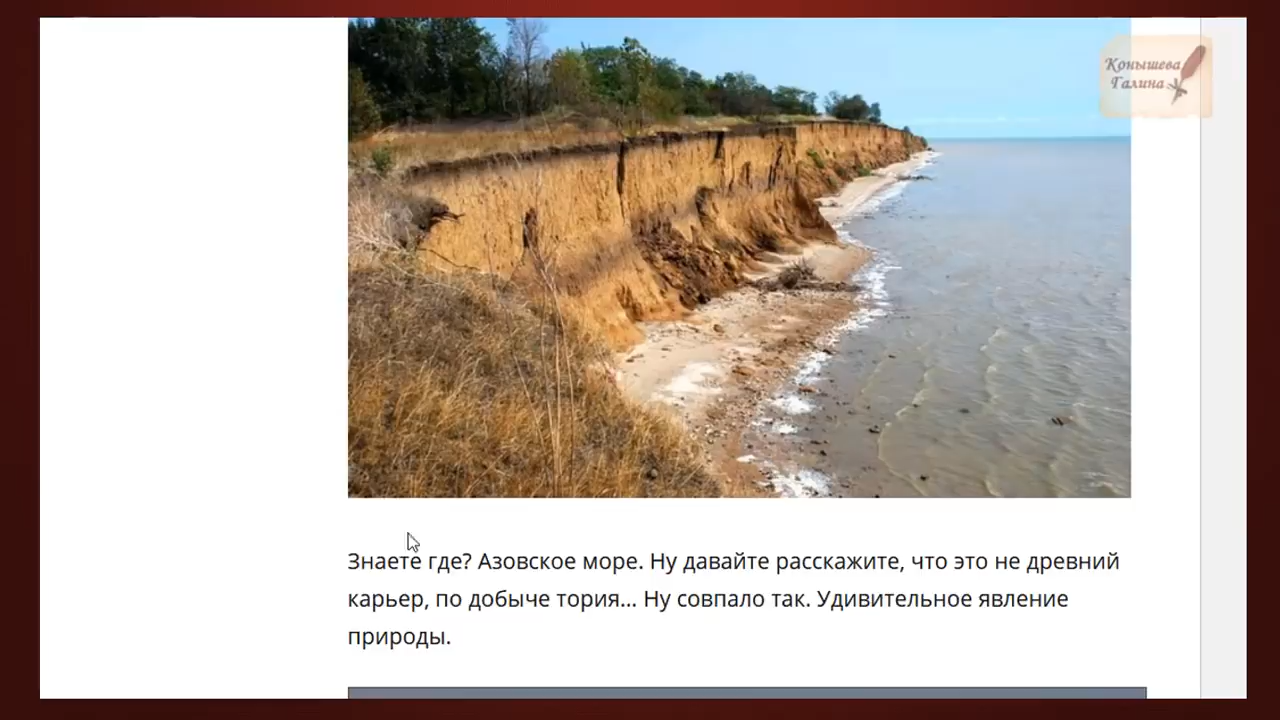 Конышева
Галина
Знаете где? Азовское море. Ну давайте расскажите, что это не древний
карьер, по добыче тория... Ну совпало так. Удивительное явление
природы.